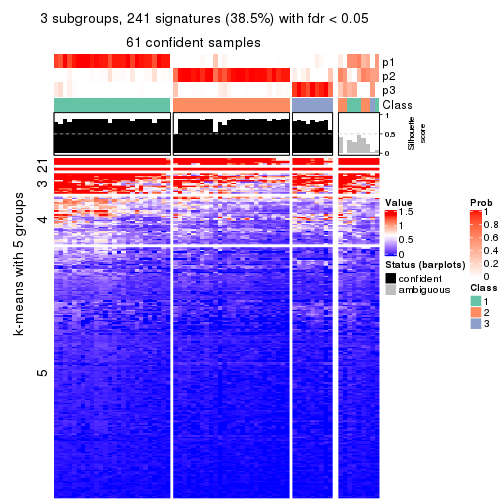 3 subgroups, 241 signatures (38.5%) with fdr < 0.05
61 confident samples
p1
p2
p3
Class
1
0.5
0
Silhouette
score
k-means with 5 groups
1
2
3
4
5
Value
1.5
1
0.5
0
Status (barplots)
confident
ambiguous
Prob
1
0.8
0.6
0.4
0.2
0
Class
1
2
3